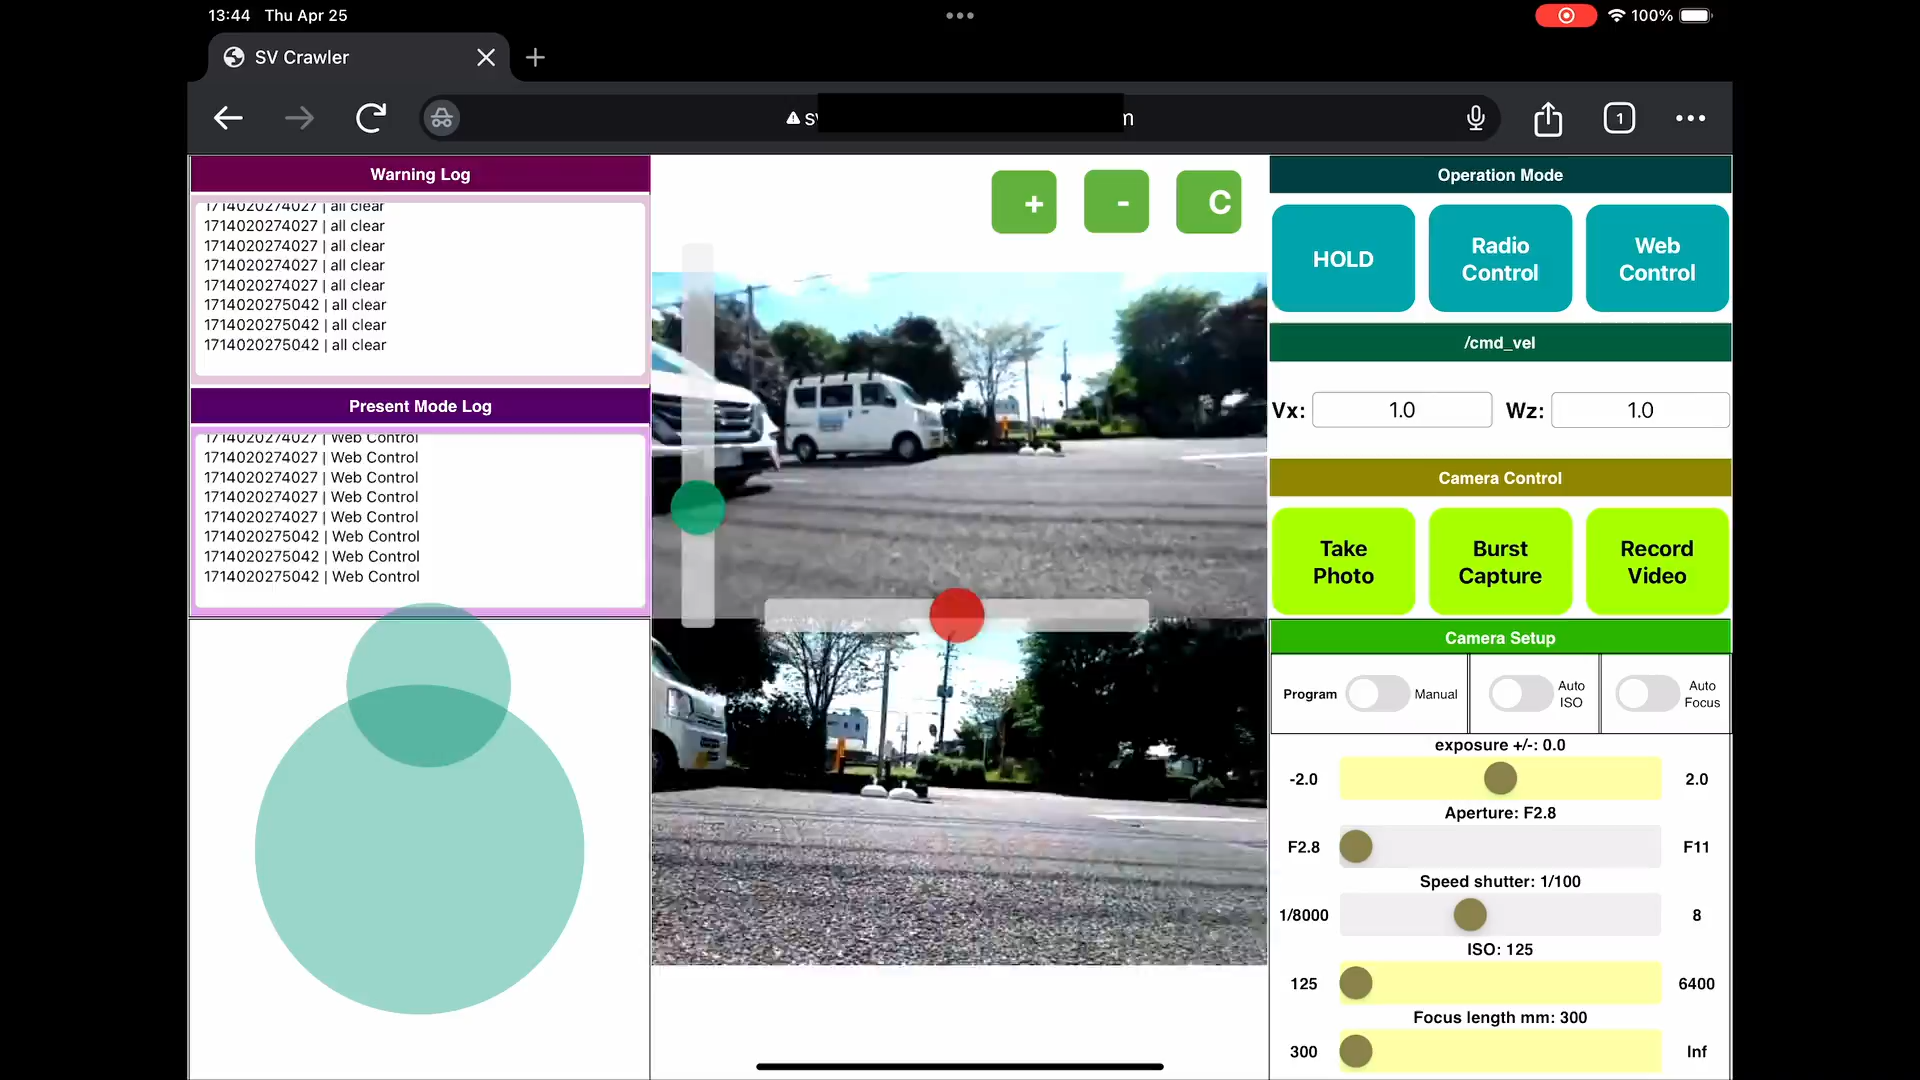 13:44 Thu Apr 25
100%
SV Crawler
1
Warning Log
1714020274027 | all clear
1714020274027 | all clear
1714020274027 | all clear
1714020274027 | all clear
1714020274027 | all clear
1714020275042 | all clear
1714020275042 | all clear
1714020275042 | all clear
Present Mode Log
1714020274027 | Web Control
1714020274027 | Web Control
1714020274027 | Web Control
1714020274027 | Web Control
1714020274027 | Web Control
1714020275042 | Web Control
1714020275042 | Web Control
1714020275042 | Web Control
+ - C
Operation Mode
HOLD
Radio
Control
Web
Control
/cmd_vel
Vx: 1.0 Wz: 1.0
Camera Control
Take
Photo
Burst
Capture
Record
Video
Camera Setup
Program Manual
Auto
ISO
Auto
Focus
exposure +/-: 0.0
-2.0 2.0
Aperture: F2.8
F2.8 F11
Speed shutter: 1/100
1/8000 8
ISO: 125
125 6400
Focus length mm: 300
300 Inf